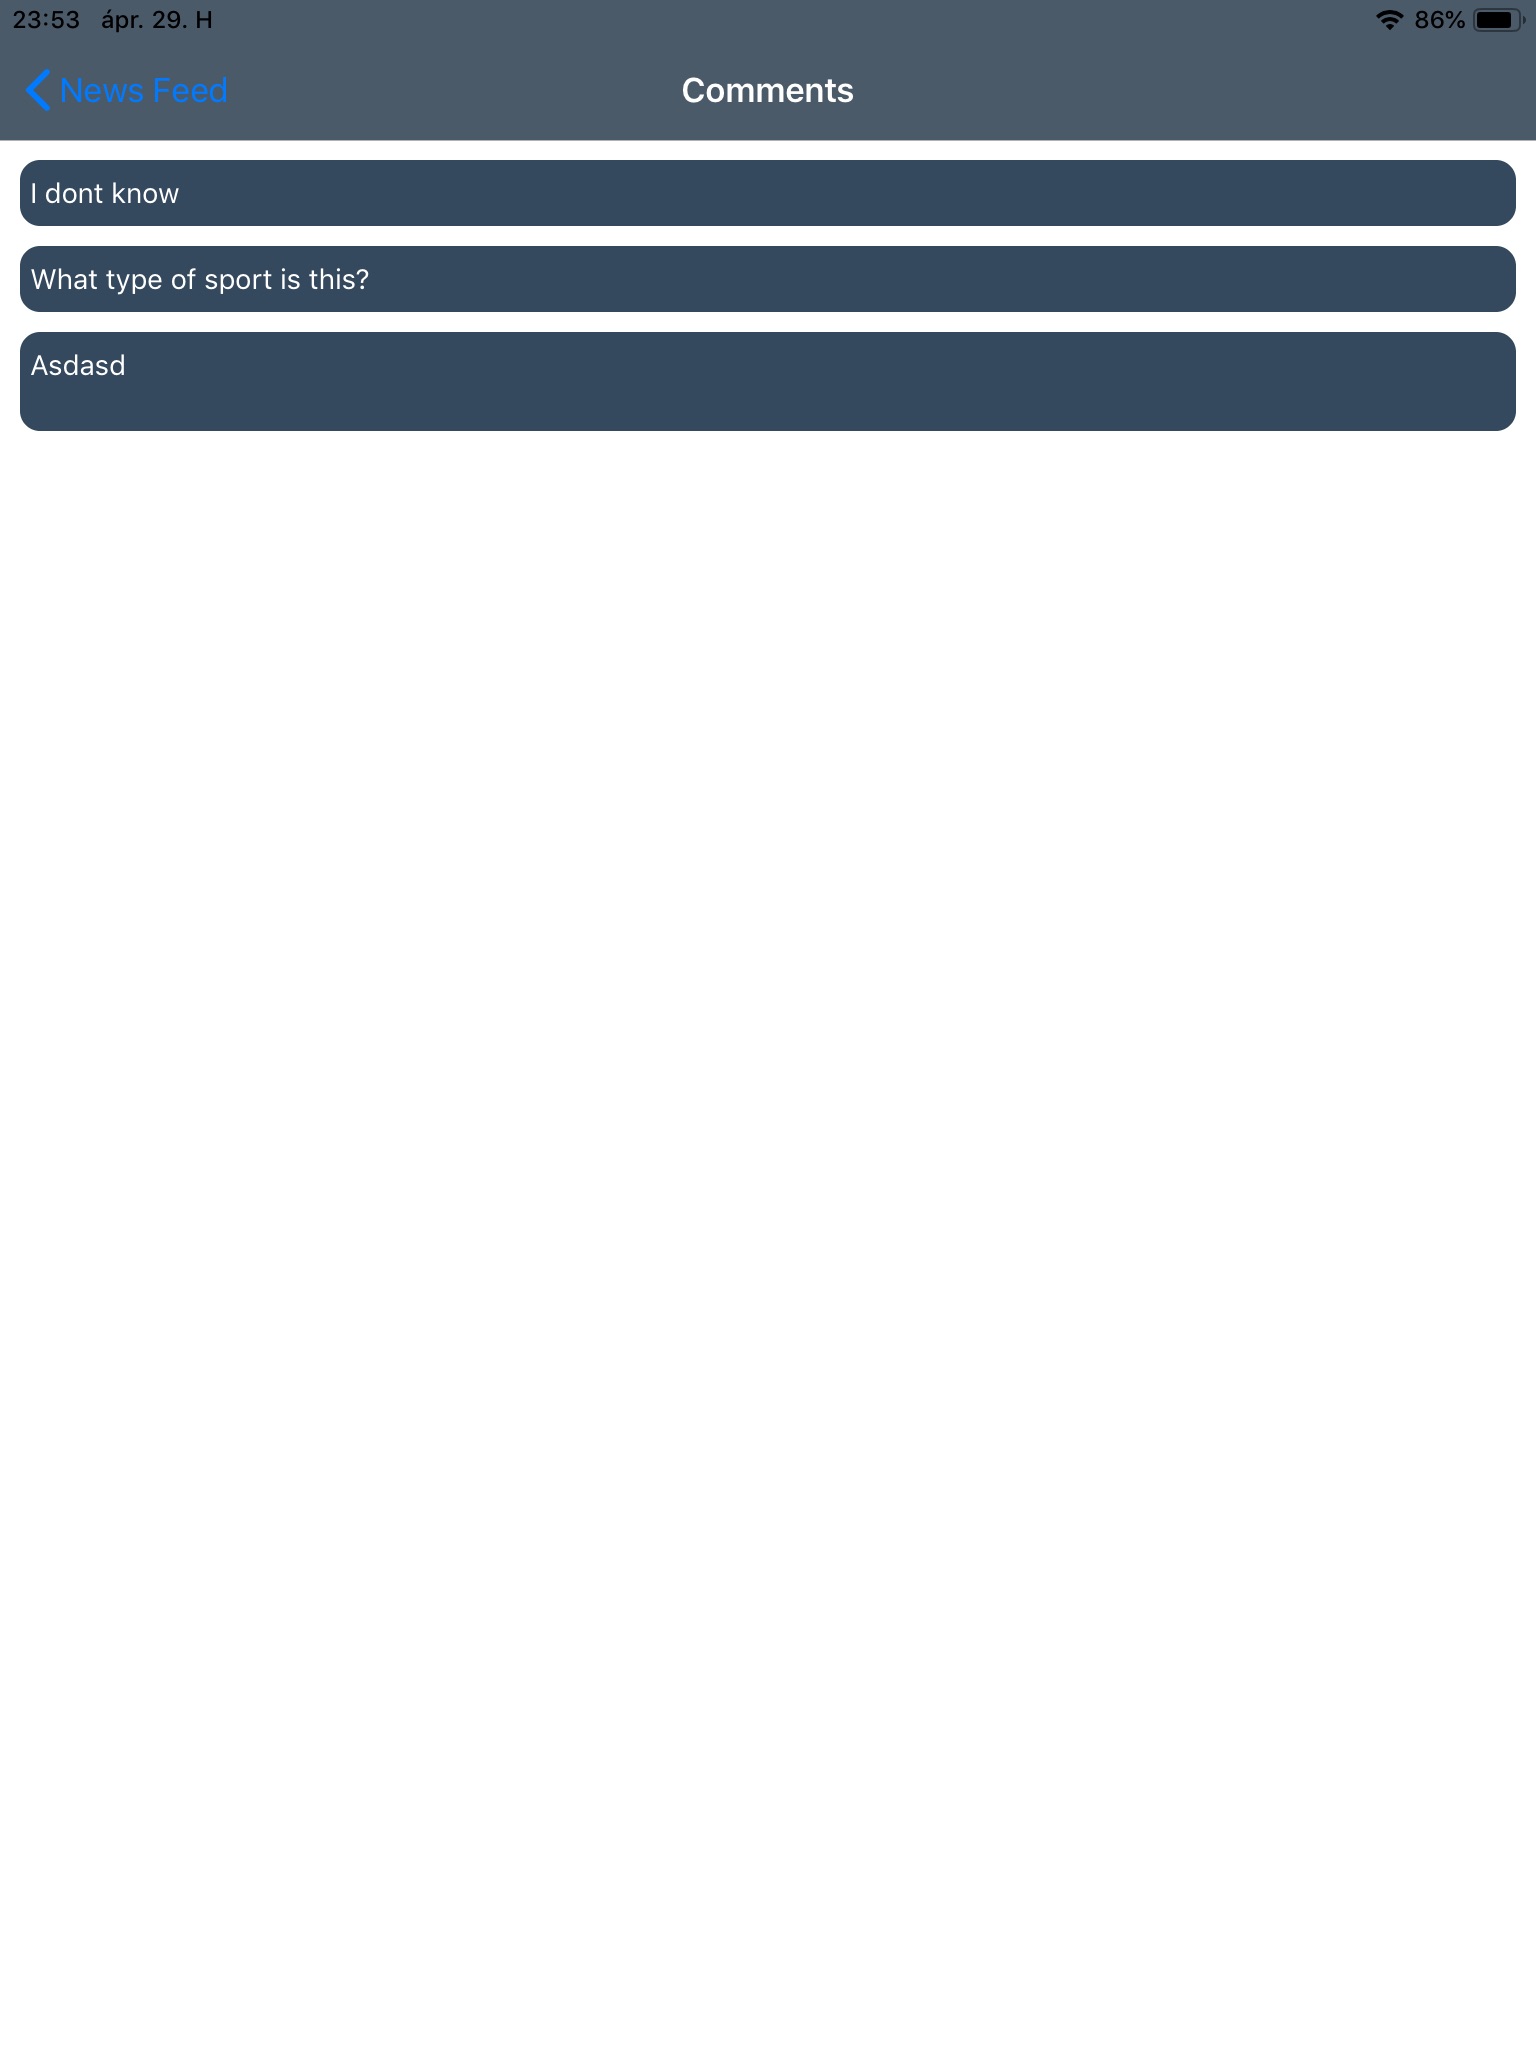 23:53 ápr. 29. H 86%
News Feed Comments
I dont know
What type of sport is this?
Asdasd